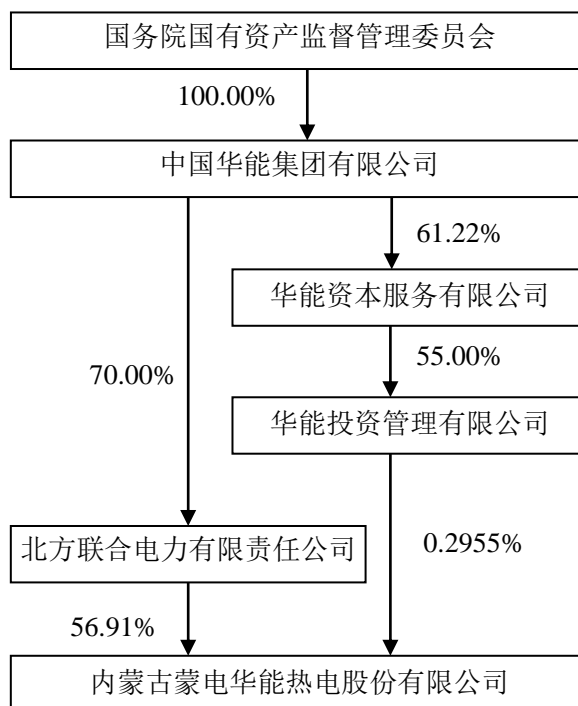 国务院国有资产监督管理委员会
100.00%
中国华能集团有限公司
61.22%
华能资本服务有限公司
55.00%
70.00%
华能投资管理有限公司
北方联合电力有限责任公司
0.2955%
56.91%
内蒙古蒙电华能热电股份有限公司